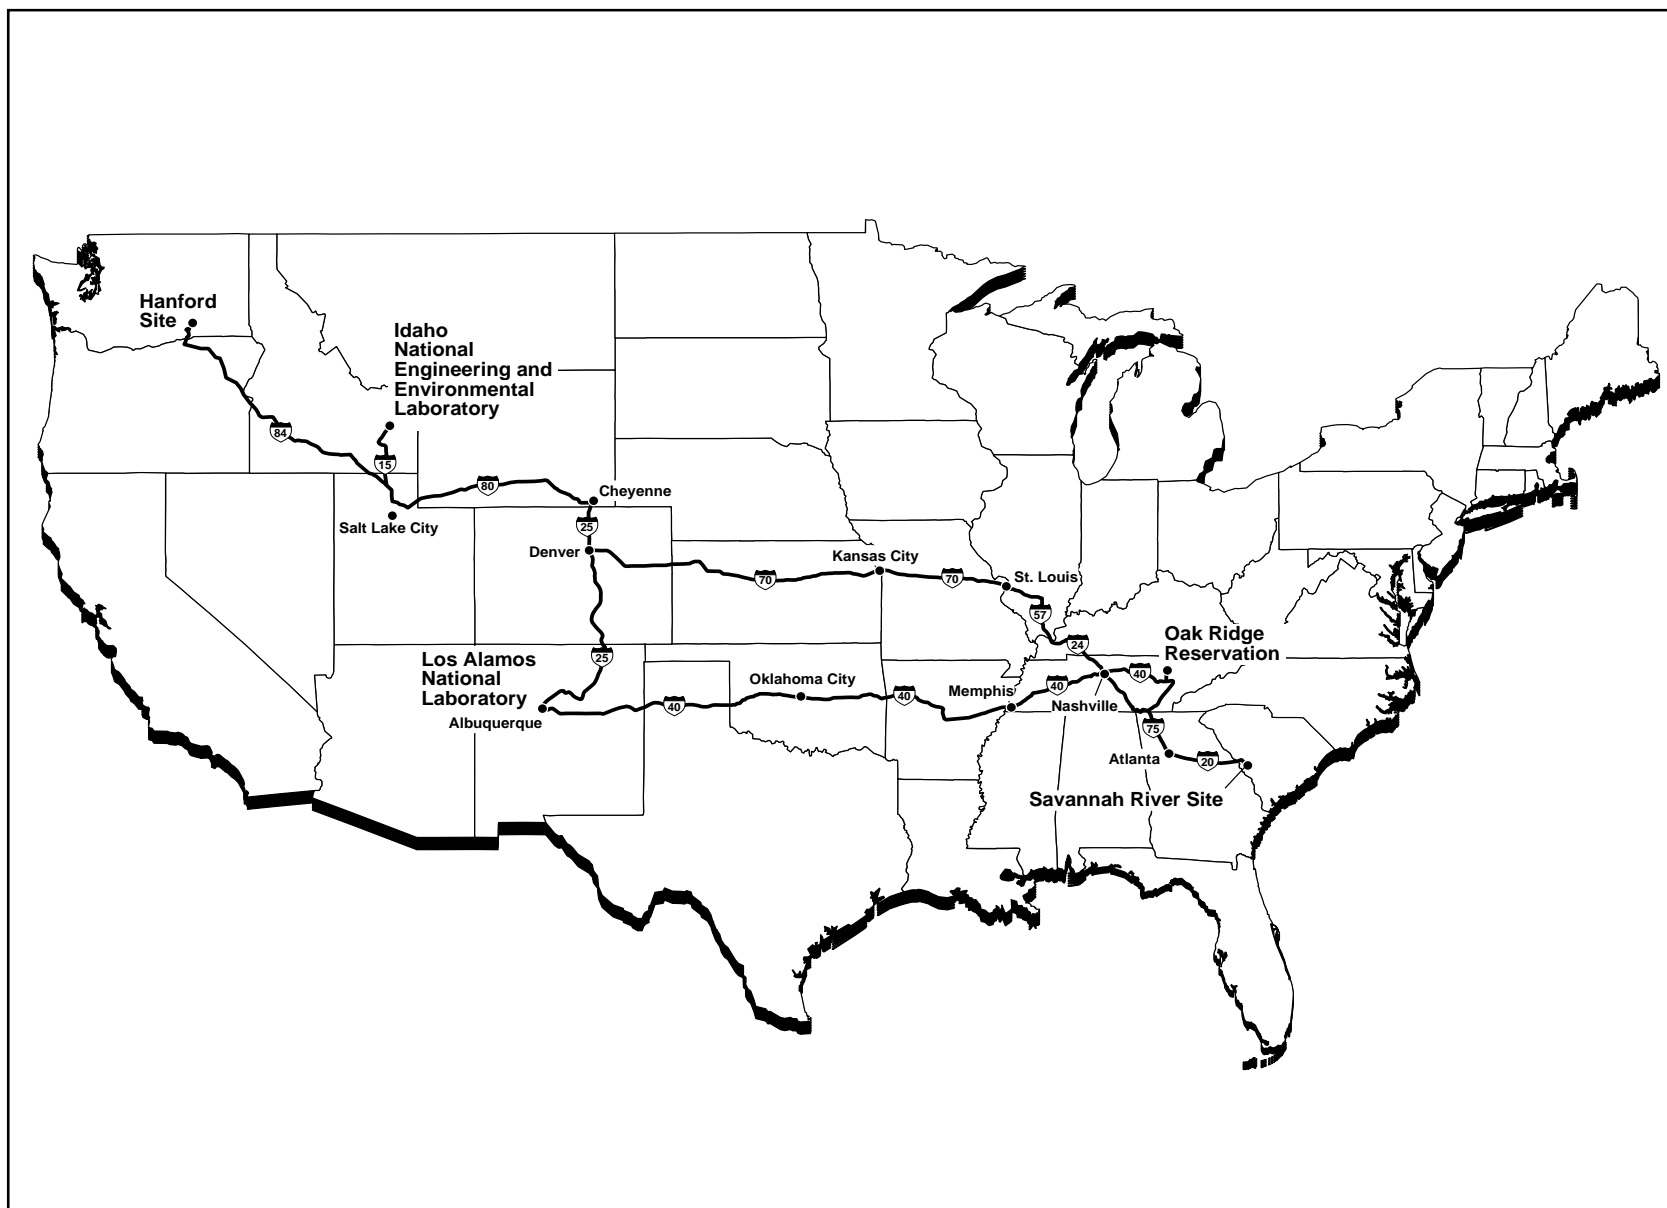 Hanford
Site
Idaho
National
Engineering and
Environmental
Laboratory
84
15
80
Cheyenne
Salt Lake City
25
Denver
Kansas City
70
70
St. Louis
57
24
Oak Ridge
Reservation
Los Alamos
National
Laboratory
25
Albuquerque
40
Oklahoma City
40
Memphis
40
40
Nashville
75
Atlanta
20
Savannah River Site